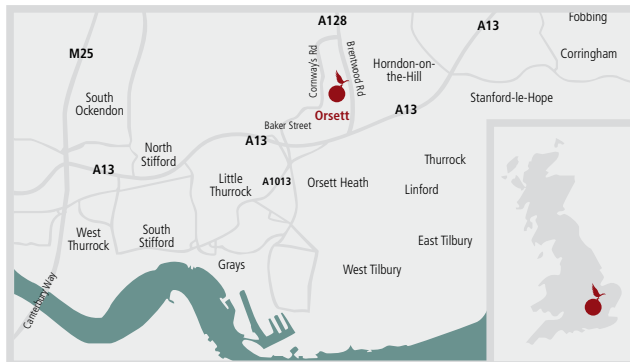 Fobbing
A128
A13
M25
Corringham
Conway's Rd
Brentwood Rd
Horndon-on-
the-Hill
South
Ockendon
Stanford-le-Hope
A13
Orsett
Baker Street
A13
North
Stifford
Thurrock
A13
Little
Thurrock
A1013
Orsett Heath
Linford
West
Thurrock
South
Stifford
East Tilbury
Grays
West Tilbury
Canterbury Way